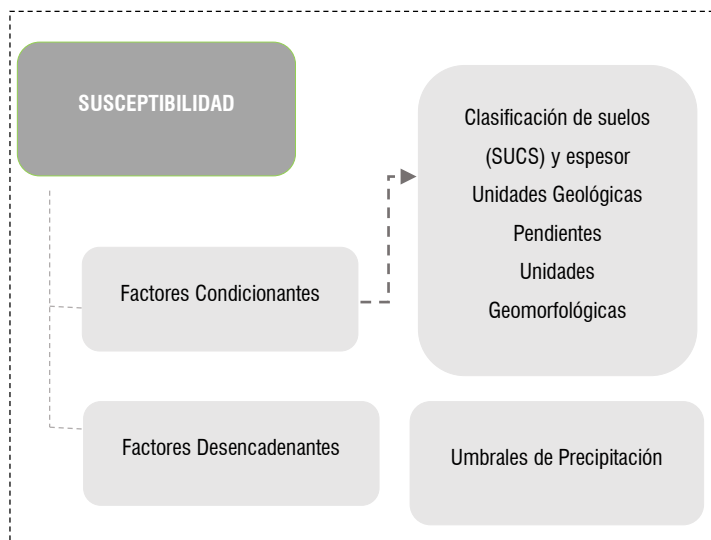 SUSCEPTIBILIDAD
Clasificación de suelos
(SUCS) y espesor
Unidades Geológicas
Pendientes
Unidades
Geomorfológicas
Factores Condicionantes
Factores Desencadenantes
Umbrales de Precipitación